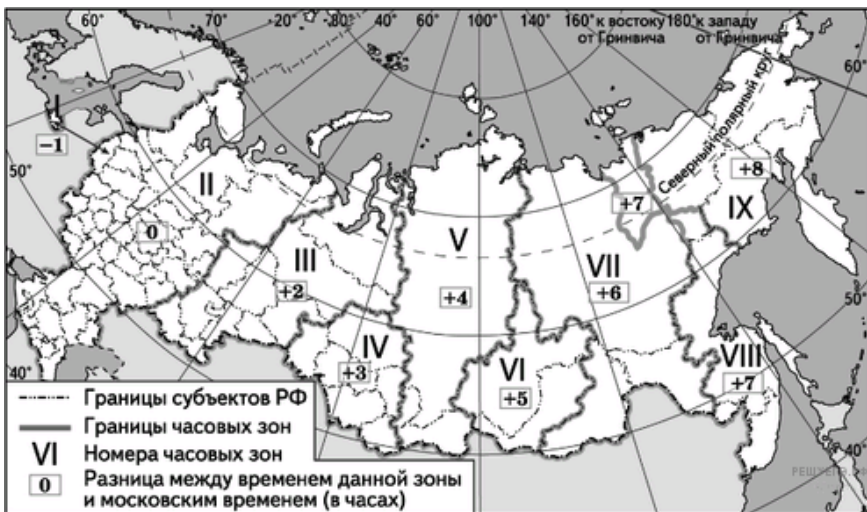 60° 70° -20° -80° 60° 80° 100° 140° 160° к востоку 180° к западу
от Гринвича от Гринвича
60°
Северный полярный круг
I
-1
50°
II
0
+8
+7
IX
V
III
VII
+2
+4
+6
50°
40°
IV
+3
VI
+5
VIII
+7
40°
Границы субъектов РФ
Границы часовых зон
VI Номера часовых зон
0 Разница между временем данной зоны
и московским временем (в часах)